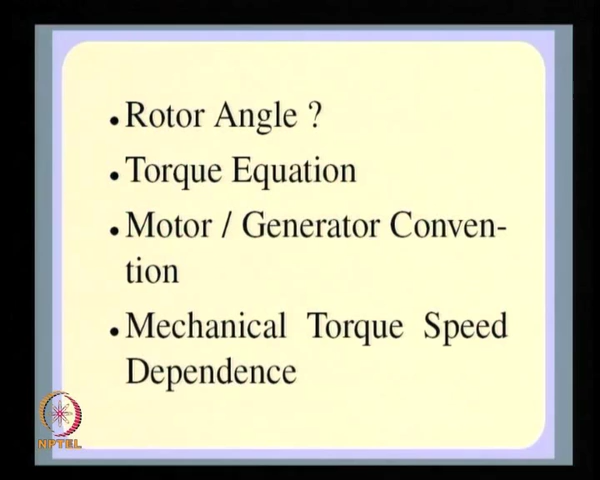 • Rotor Angle ?
• Torque Equation
• Motor / Generator Conven-
tion
• Mechanical Torque Speed
Dependence
NPTEL